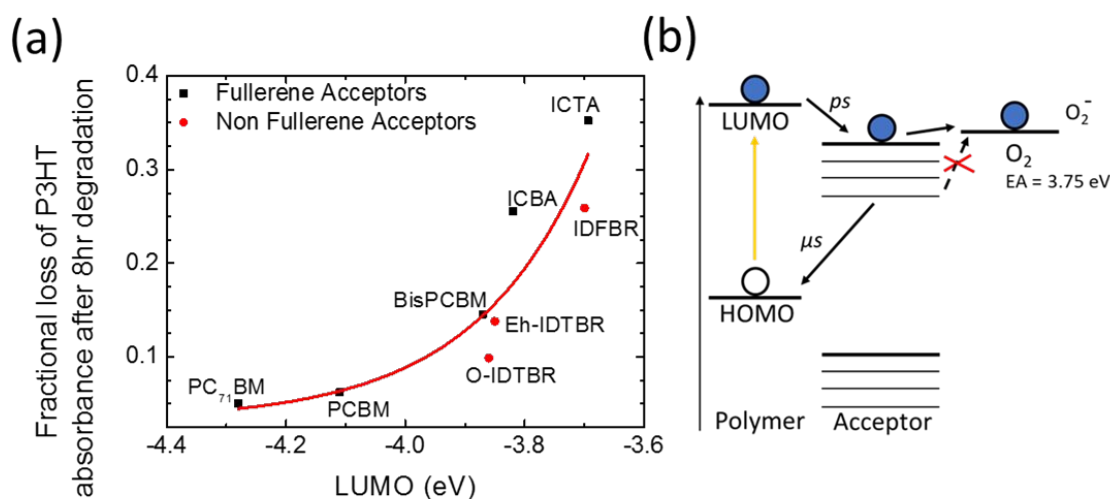 (a)
Fractional loss of P3HT
absorbance after 8hr degradation
0.4
0.3
0.2
0.1
Fullerene Acceptors
Non Fullerene Acceptors
ICTA
ICBA
IDFBR
BisPCBM
Eh-IDTBR
O-IDTBR
PC₇₁BM
PCBM
-4.4
-4.2
-4.0
-3.8
-3.6
LUMO (eV)
(b)
LUMO
ps
O₂⁻
O₂
EA = 3.75 eV
μs
HOMO
Polymer
Acceptor